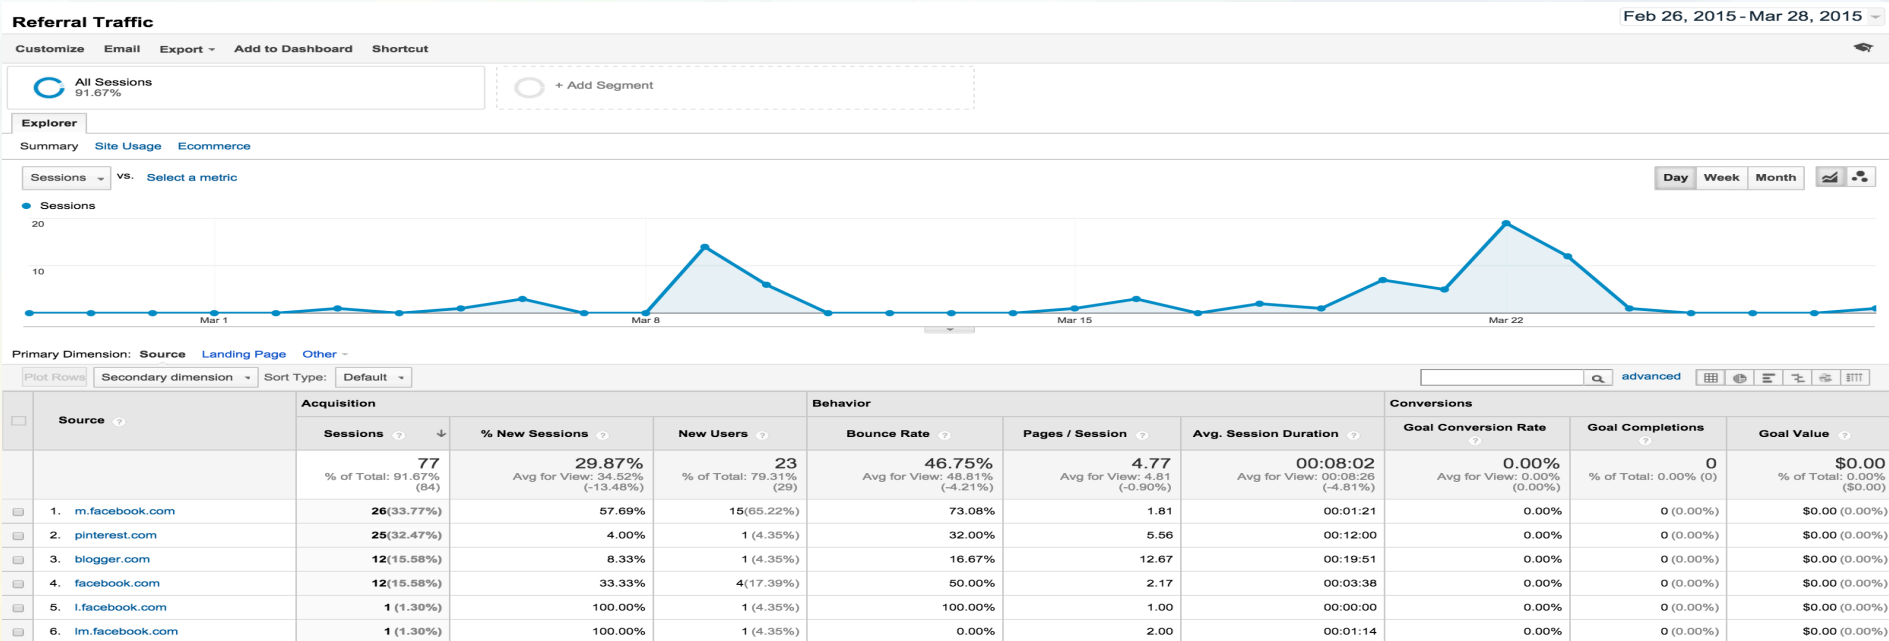 Referral Traffic
Feb 26, 2015 - Mar 28, 2015
Customize Email Export Add to Dashboard Shortcut
All Sessions
91.67%
+ Add Segment
Explorer
Summary Site Usage Ecommerce
Sessions vs. Select a metric
Day Week Month
Sessions
20
10
Mar 1 Mar 8 Mar 15 Mar 22
Primary Dimension: Source Landing Page Other
Plot Rows Secondary dimension Sort Type: Default advanced
Source ? Acquisition Behavior Conversions
Sessions ? % New Sessions ? New Users ? Bounce Rate ? Pages / Session ? Avg. Session Duration ? Goal Conversion Rate ? Goal Completions ? Goal Value ?
77 29.87% 23 46.75% 4.77 00:08:02 0.00% 0 $0.00
% of Total: 91.67% Avg for View: 34.52% % of Total: 79.31% Avg for View: 48.81% Avg for View: 4.81 Avg for View: 00:08:26 Avg for View: 0.00% % of Total: 0.00% (0) % of Total: 0.00%
(84) (-13.48%) (29) (-4.21%) (-0.90%) (-4.81%) (0.00%) ($0.00)
1. m.facebook.com 26(33.77%) 57.69% 15(65.22%) 73.08% 1.81 00:01:21 0.00% 0 (0.00%) $0.00 (0.00%)
2. pinterest.com 25(32.47%) 4.00% 1 (4.35%) 32.00% 5.56 00:12:00 0.00% 0 (0.00%) $0.00 (0.00%)
3. blogger.com 12(15.58%) 8.33% 1 (4.35%) 16.67% 12.67 00:19:51 0.00% 0 (0.00%) $0.00 (0.00%)
4. facebook.com 12(15.58%) 33.33% 4(17.39%) 50.00% 2.17 00:03:38 0.00% 0 (0.00%) $0.00 (0.00%)
5. l.facebook.com 1 (1.30%) 100.00% 1 (4.35%) 100.00% 1.00 00:00:00 0.00% 0 (0.00%) $0.00 (0.00%)
6. lm.facebook.com 1 (1.30%) 100.00% 1 (4.35%) 0.00% 2.00 00:01:14 0.00% 0 (0.00%) $0.00 (0.00%)